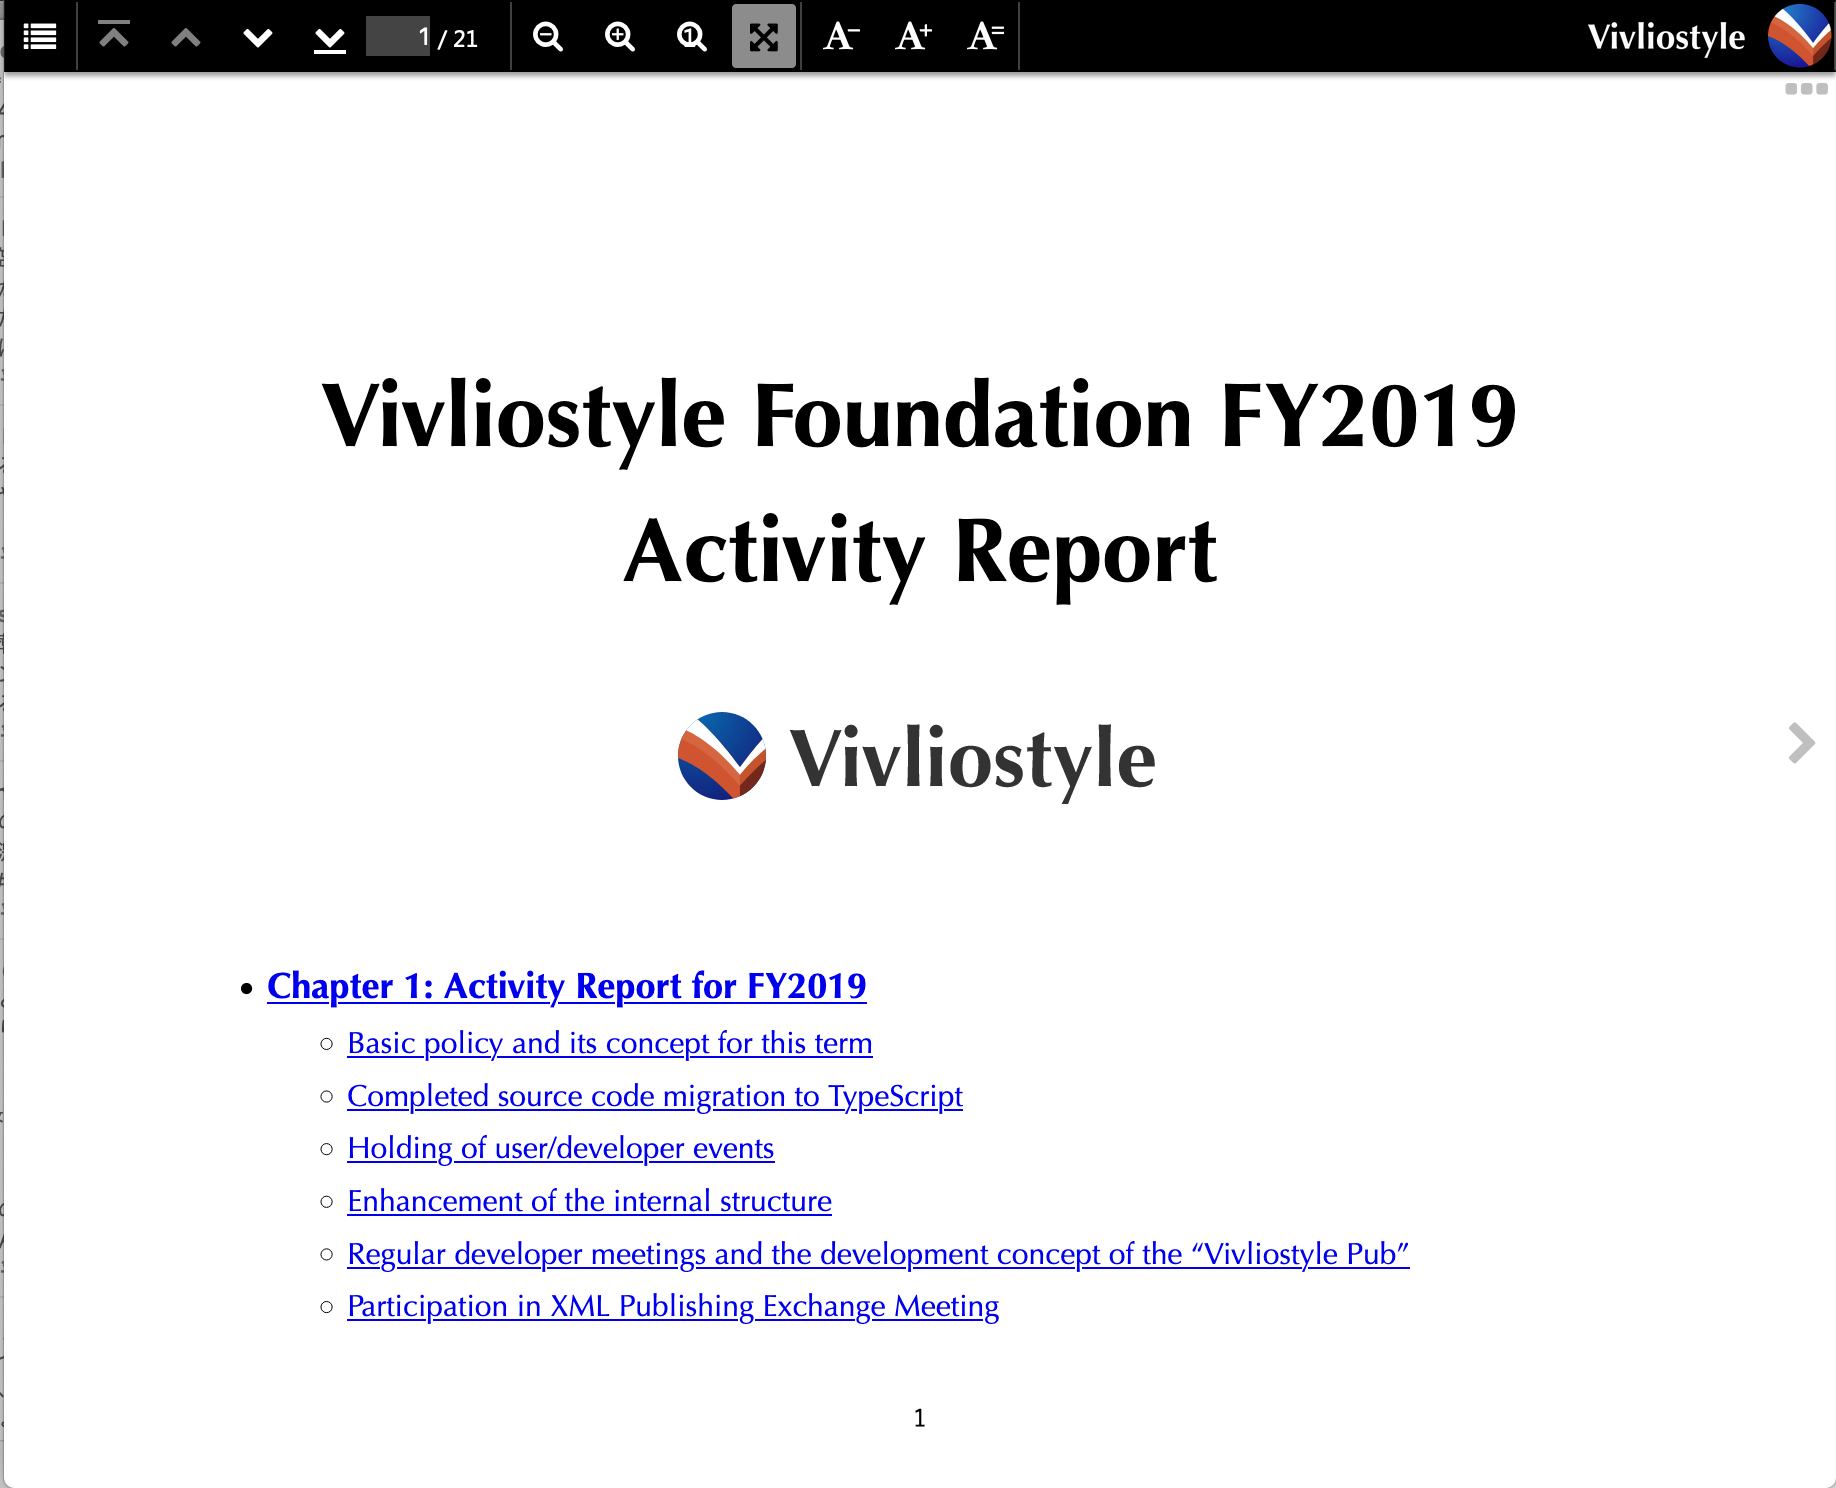 1 / 21
1
A-
A+
A=
Vivliostyle
Vivliostyle Foundation FY2019
Activity Report
Vivliostyle
• Chapter 1: Activity Report for FY2019
○ Basic policy and its concept for this term
○ Completed source code migration to TypeScript
○ Holding of user/developer events
○ Enhancement of the internal structure
○ Regular developer meetings and the development concept of the “Vivliostyle Pub”
○ Participation in XML Publishing Exchange Meeting
1